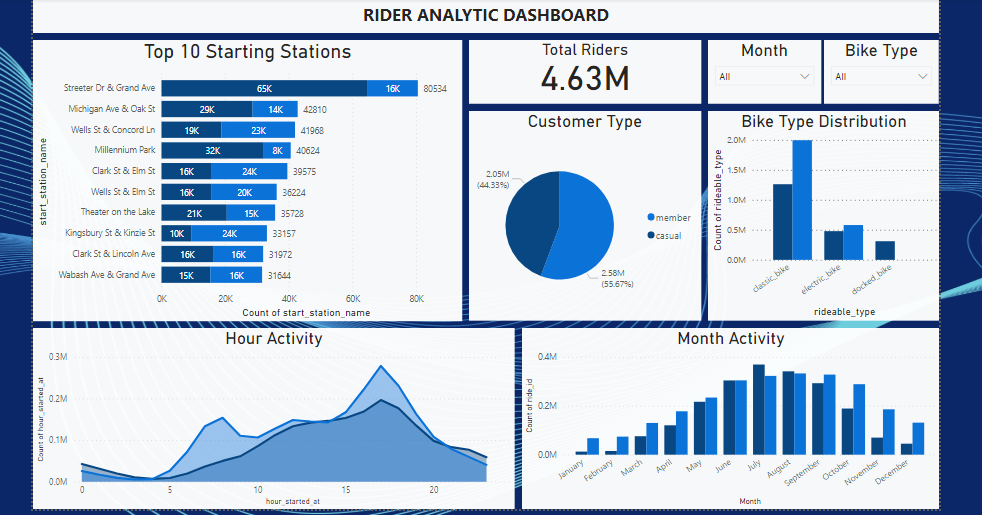 RIDER ANALYTIC DASHBOARD
Top 10 Starting Stations
start_station_name
Streeter Dr & Grand Ave 65K 16K 80534
Michigan Ave & Oak St 29K 14K 42810
Wells St & Concord Ln 19K 23K 41968
Millennium Park 32K 8K 40624
Clark St & Elm St 16K 24K 39575
Wells St & Elm St 16K 20K 36224
Theater on the Lake 21K 15K 35728
Kingsbury St & Kinzie St 10K 24K 33157
Clark St & Lincoln Ave 16K 16K 31972
Wabash Ave & Grand Ave 15K 16K 31644
0K 20K 40K 60K 80K
Count of start_station_name
Total Riders
4.63M
Month
All
Bike Type
All
Customer Type
2.05M
(44.33%)
member
casual
2.58M
(55.67%)
Bike Type Distribution
Count of rideable_type
2.0M
1.5M
1.0M
0.5M
0.0M
classic_bike electric_bike docked_bike
rideable_type
Hour Activity
Count of hour_started_at
0.3M
0.2M
0.1M
0.0M
0 5 10 15 20
hour_started_at
Month Activity
Count of ride_id
0.4M
0.2M
0.0M
January February March April May June July August September October November December
Month